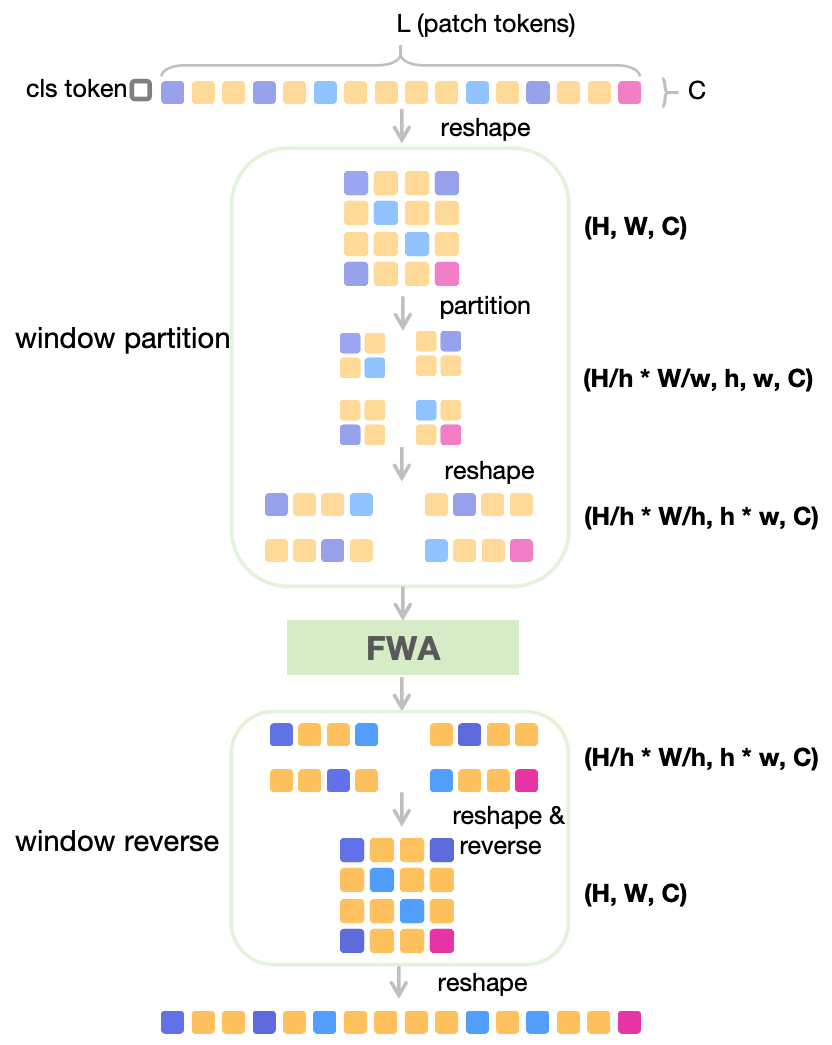 L (patch tokens)
cls token
C
reshape
(H, W, C)
partition
window partition
(H/h * W/w, h, w, C)
reshape
(H/h * W/h, h * w, C)
FWA
(H/h * W/h, h * w, C)
reshape &
reverse
window reverse
(H, W, C)
reshape